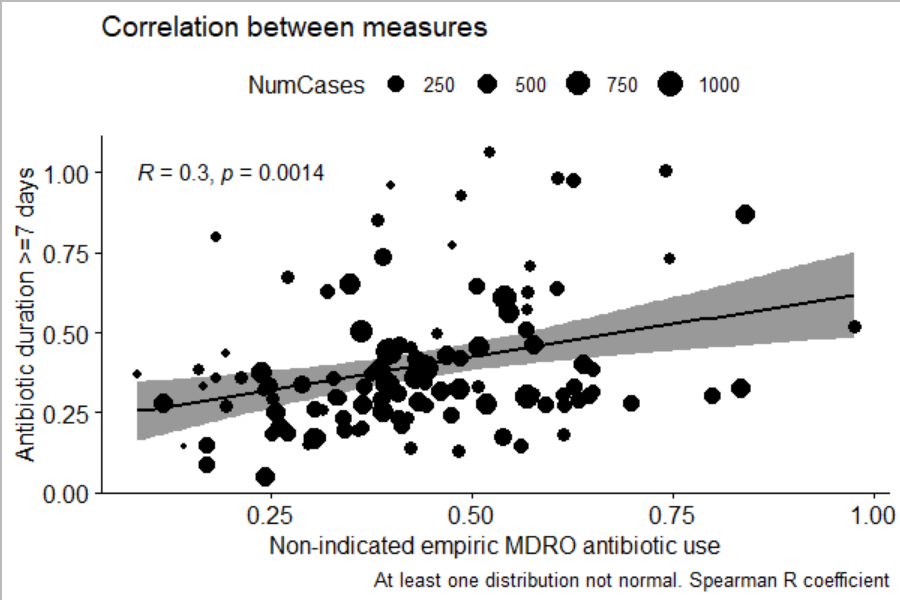 Correlation between measures
NumCases 250 500 750 1000
R = 0.3, p = 0.0014
Antibiotic duration >=7 days
1.00
0.75
0.50
0.25
0.00
0.25 0.50 0.75 1.00
Non-indicated empiric MDRO antibiotic use
At least one distribution not normal. Spearman R coefficient